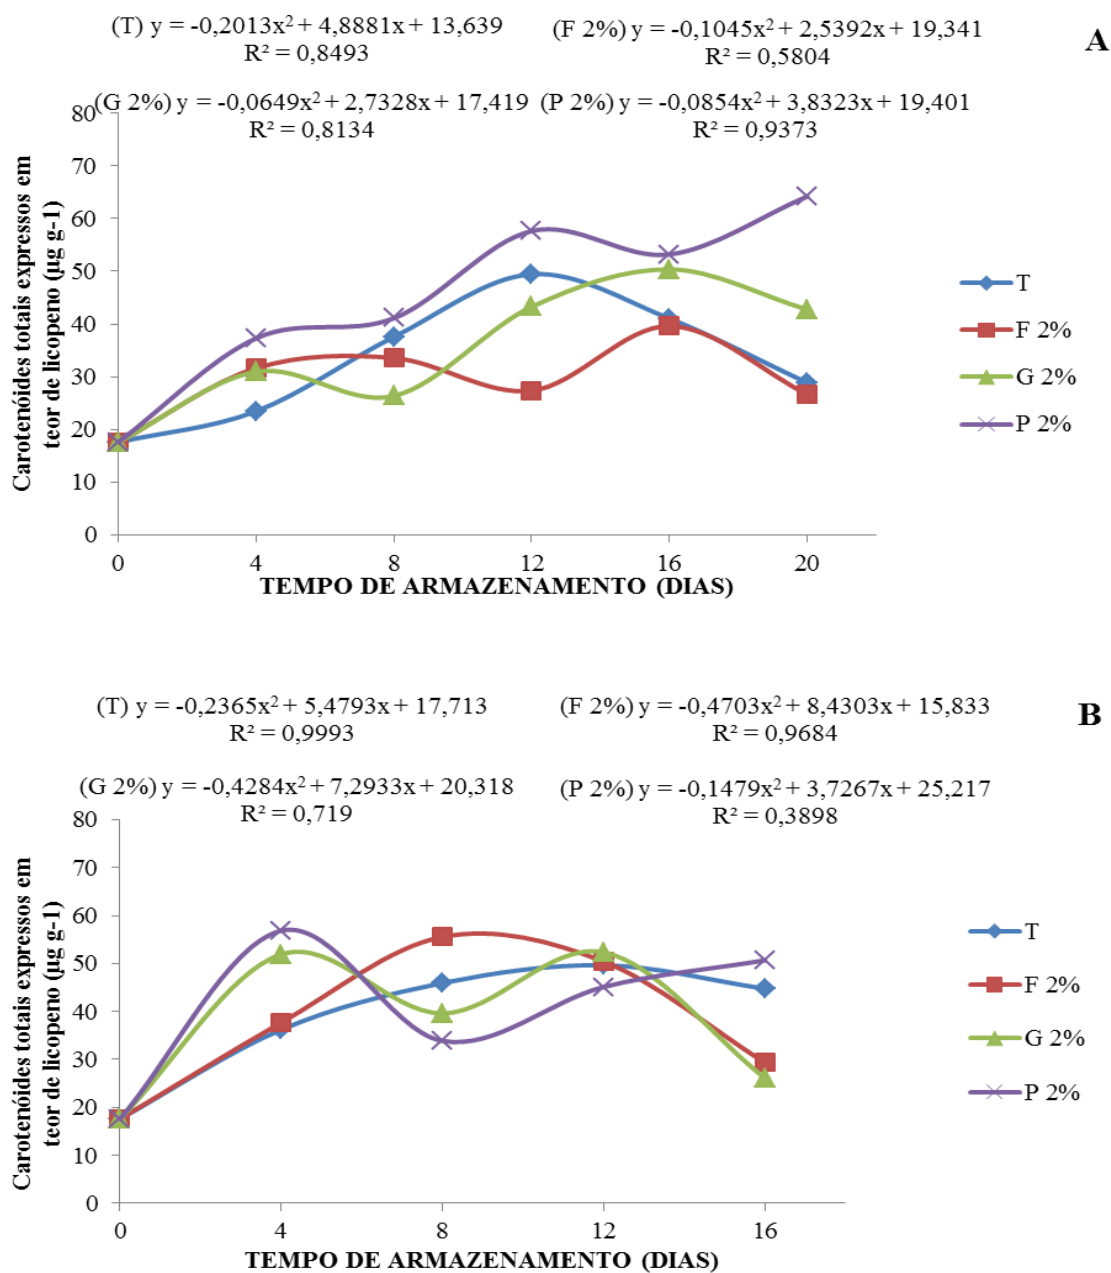 (T) y = -0,2013x² + 4,8881x + 13,639
R² = 0,8493
(F 2%) y = -0,1045x² + 2,5392x + 19,341
R² = 0,5804
A
(G 2%) y = -0,0649x² + 2,7328x + 17,419
R² = 0,8134
(P 2%) y = -0,0854x² + 3,8323x + 19,401
R² = 0,9373
Carotenóides totais expressos em
teor de licopeno (µg g-1)
80
70
60
50
40
30
20
10
0
0 4 8 12 16 20
TEMPO DE ARMAZENAMENTO (DIAS)
T
F 2%
G 2%
P 2%
(T) y = -0,2365x² + 5,4793x + 17,713
R² = 0,9993
(F 2%) y = -0,4703x² + 8,4303x + 15,833
R² = 0,9684
B
(G 2%) y = -0,4284x² + 7,2933x + 20,318
R² = 0,719
(P 2%) y = -0,1479x² + 3,7267x + 25,217
R² = 0,3898
Carotenóides totais expressos em
teor de licopeno (µg g-1)
80
70
60
50
40
30
20
10
0
0 4 8 12 16
TEMPO DE ARMAZENAMENTO (DIAS)
T
F 2%
G 2%
P 2%